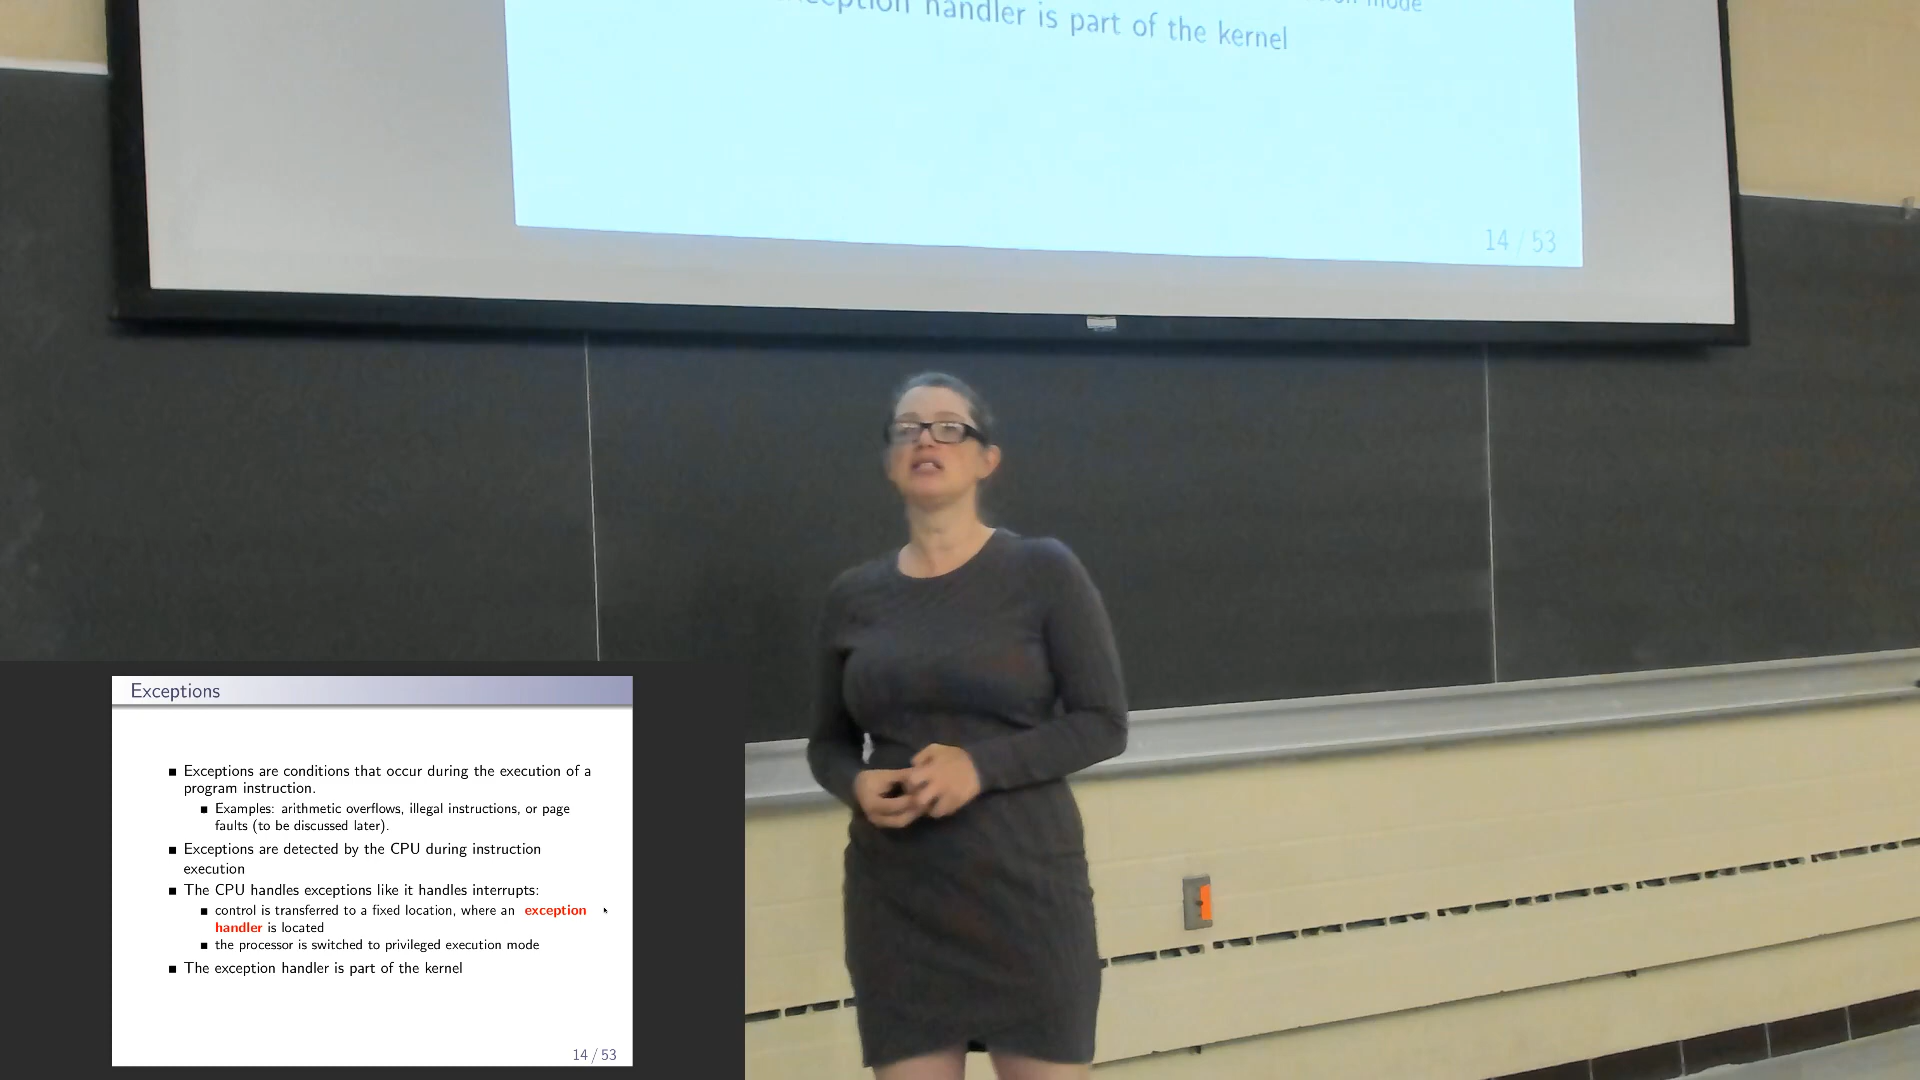 handler is part of the kernel
14 / 53
Exceptions
■ Exceptions are conditions that occur during the execution of a
program instruction.
■ Examples: arithmetic overflows, illegal instructions, or page
faults (to be discussed later).
■ Exceptions are detected by the CPU during instruction
execution
■ The CPU handles exceptions like it handles interrupts:
■ control is transferred to a fixed location, where an exception
handler is located
■ the processor is switched to privileged execution mode
■ The exception handler is part of the kernel
14 / 53